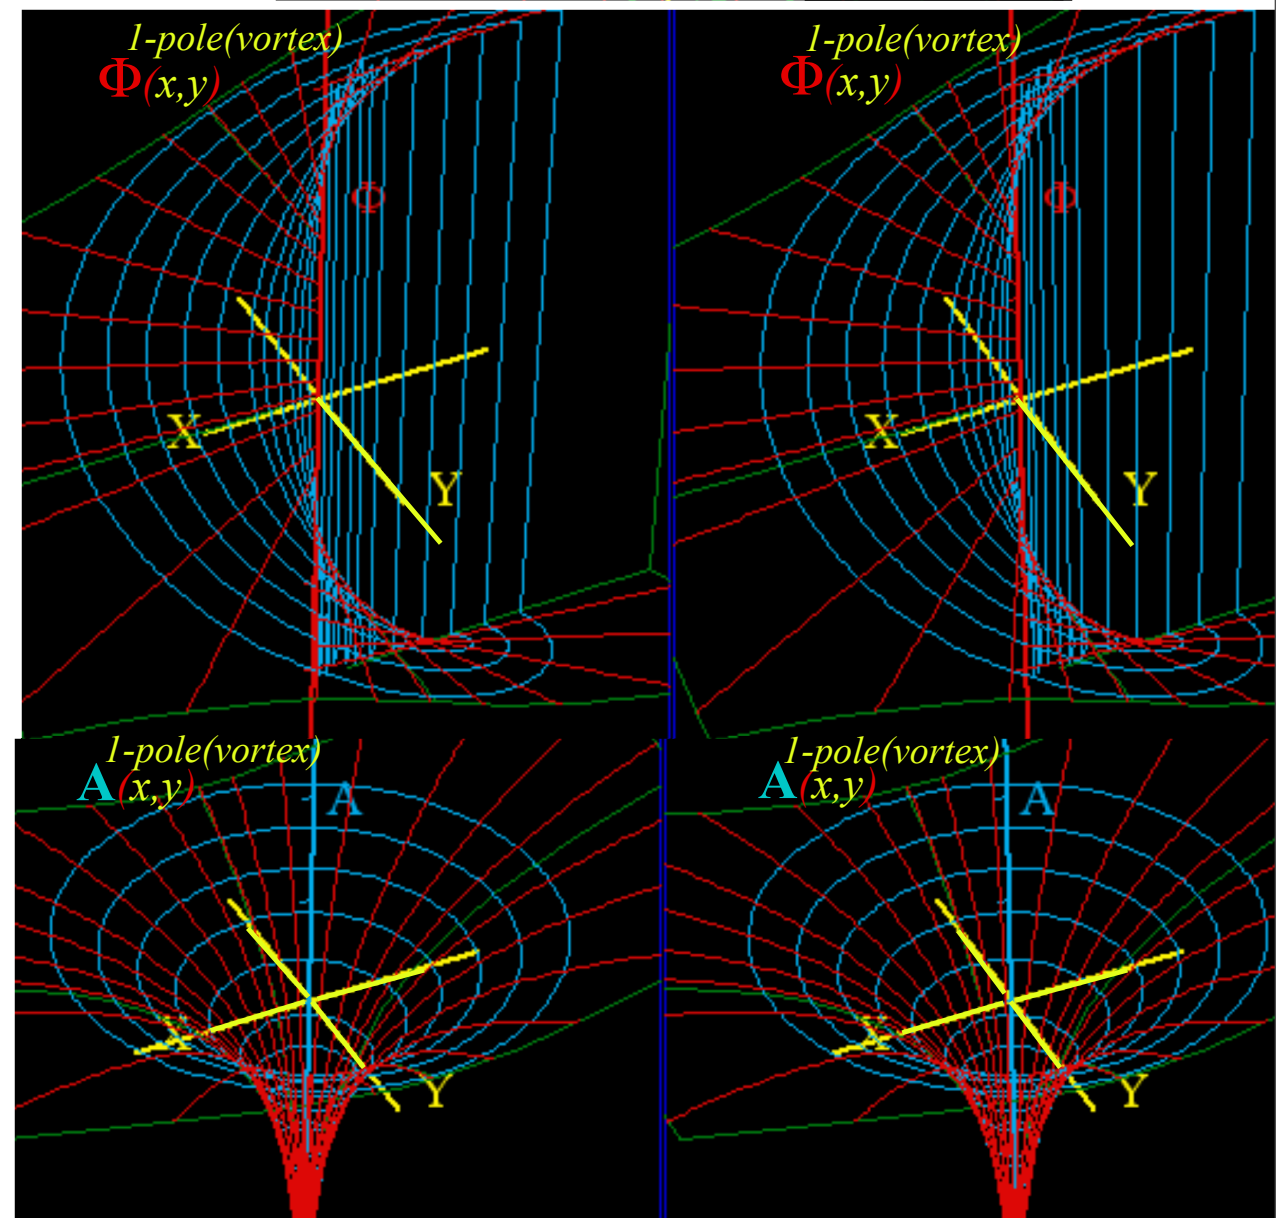 1-pole(vortex)
Φ(x,y)
Φ
X
Y
1-pole(vortex)
Φ(x,y)
Φ
X
Y
1-pole(vortex)
A(x,y)
A
X
Y
1-pole(vortex)
A(x,y)
A
X
Y